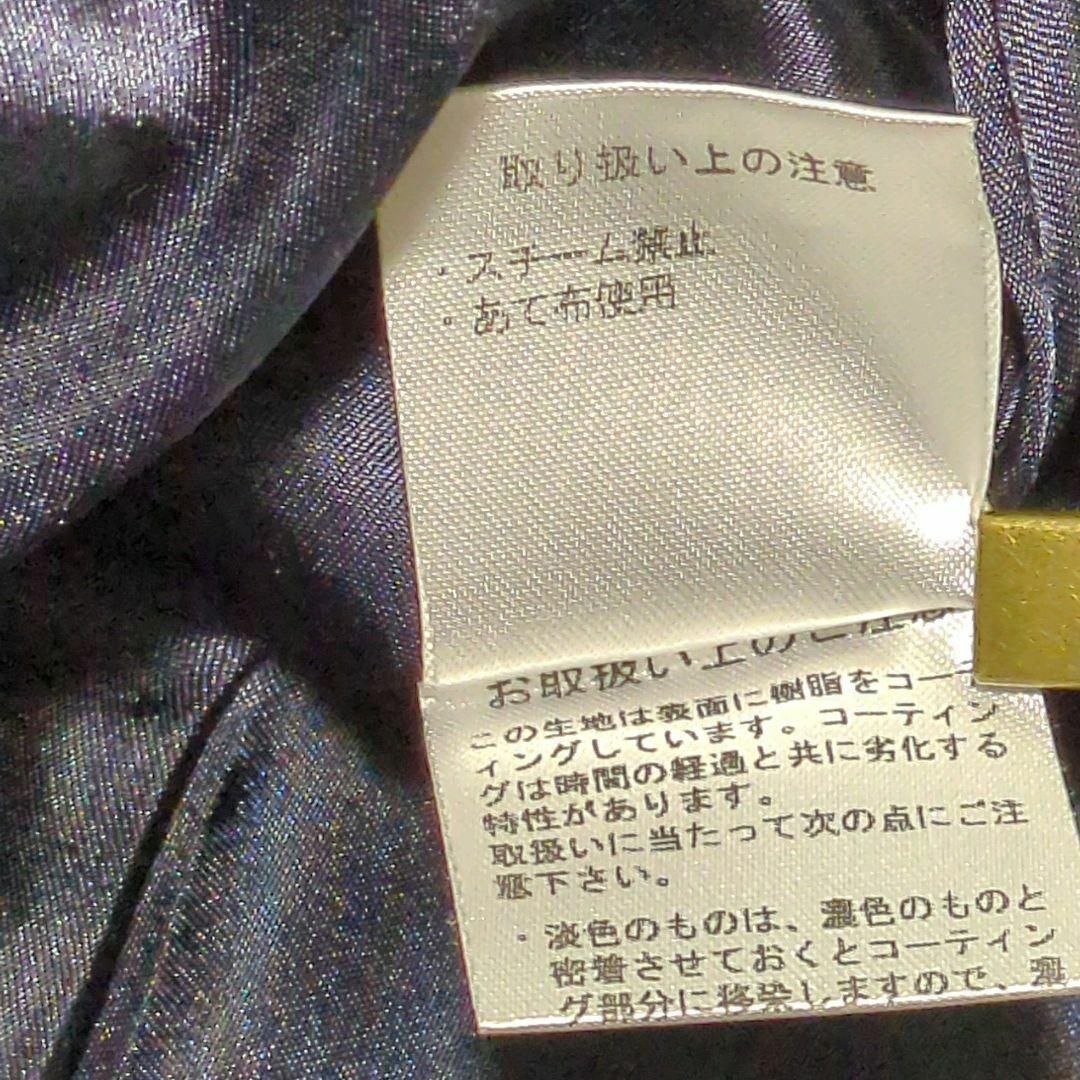 取り扱い上の注意
・スチーム禁止
・あて布使用
お取扱い上のご注意
この生地は表面に樹脂をコーテ
ィングしています。コーティン
グは時間の経過と共に劣化する
特性があります。
取扱いに当たって次の点にご注
意下さい。
・淡色のものは、濃色のものと
密着させておくとコーティン
グ部分に移染しますので、濃